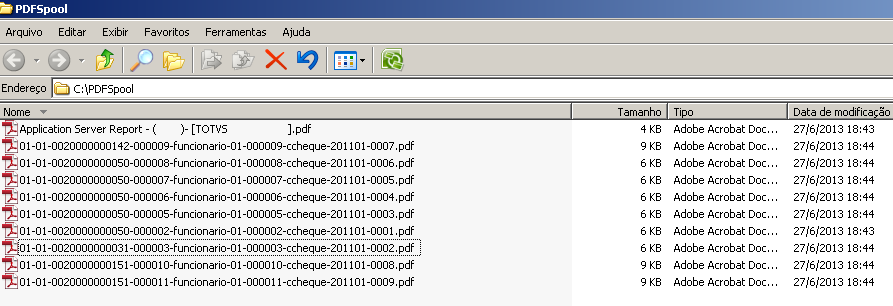 PDFSpool
Arquivo Editar Exibir Favoritos Ferramentas Ajuda
Endereço C:\PDFSpool
Nome Tamanho Tipo Data de modificação
Application Server Report - ( )- [TOTVS ].pdf 4 KB Adobe Acrobat Doc... 27/6/2013 18:43
01-01-0020000000142-000009-funcionario-01-000009-ccheque-201101-0007.pdf 9 KB Adobe Acrobat Doc... 27/6/2013 18:44
01-01-0020000000050-000008-funcionario-01-000008-ccheque-201101-0006.pdf 6 KB Adobe Acrobat Doc... 27/6/2013 18:44
01-01-0020000000050-000007-funcionario-01-000007-ccheque-201101-0005.pdf 6 KB Adobe Acrobat Doc... 27/6/2013 18:44
01-01-0020000000050-000006-funcionario-01-000006-ccheque-201101-0004.pdf 6 KB Adobe Acrobat Doc... 27/6/2013 18:44
01-01-0020000000050-000005-funcionario-01-000005-ccheque-201101-0003.pdf 6 KB Adobe Acrobat Doc... 27/6/2013 18:44
01-01-0020000000050-000002-funcionario-01-000002-ccheque-201101-0001.pdf 6 KB Adobe Acrobat Doc... 27/6/2013 18:43
01-01-0020000000031-000003-funcionario-01-000003-ccheque-201101-0002.pdf 6 KB Adobe Acrobat Doc... 27/6/2013 18:44
01-01-0020000000151-000010-funcionario-01-000010-ccheque-201101-0008.pdf 9 KB Adobe Acrobat Doc... 27/6/2013 18:44
01-01-0020000000151-000011-funcionario-01-000011-ccheque-201101-0009.pdf 9 KB Adobe Acrobat Doc... 27/6/2013 18:44